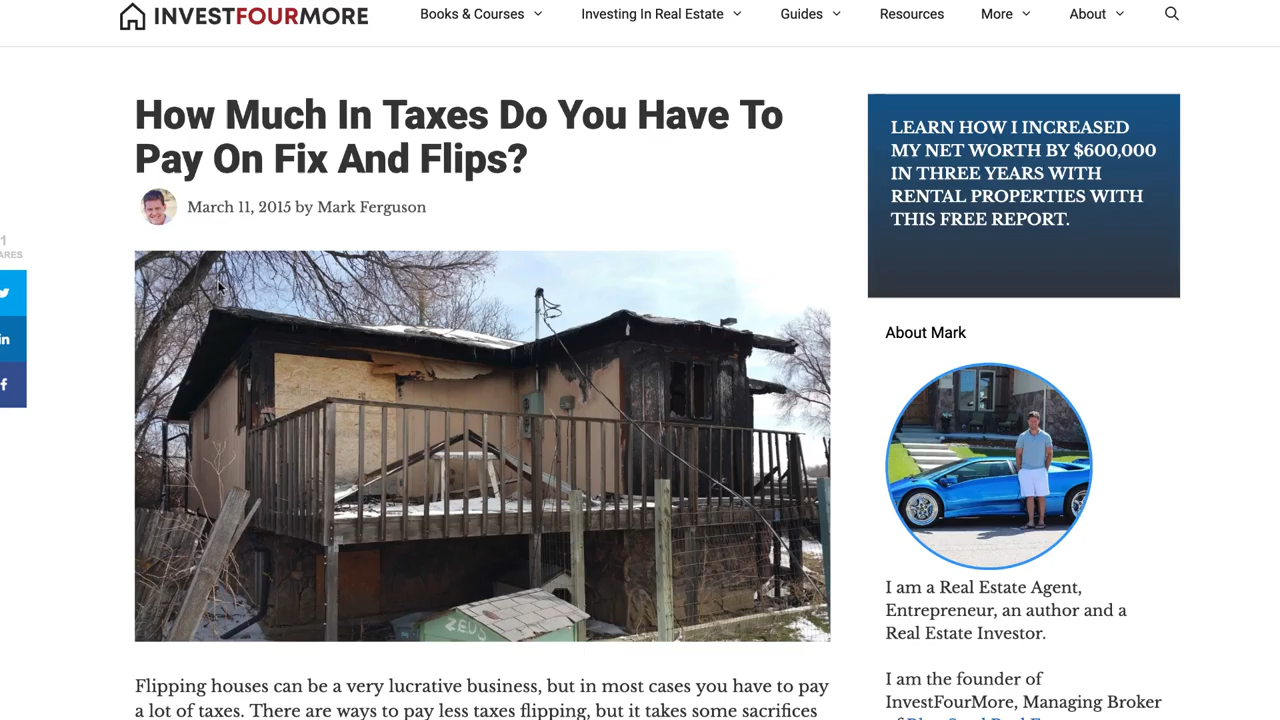 INVESTFOURMORE
Books & Courses
Investing In Real Estate
Guides
Resources
More
About
How Much In Taxes Do You Have To
Pay On Fix And Flips?
March 11, 2015 by Mark Ferguson
1
ARES
ZEUS
Flipping houses can be a very lucrative business, but in most cases you have to pay
a lot of taxes. There are ways to pay less taxes flipping, but it takes some sacrifices
LEARN HOW I INCREASED
MY NET WORTH BY $600,000
IN THREE YEARS WITH
RENTAL PROPERTIES WITH
THIS FREE REPORT.
About Mark
I am a Real Estate Agent,
Entrepreneur, an author and a
Real Estate Investor.
I am the founder of
InvestFourMore, Managing Broker